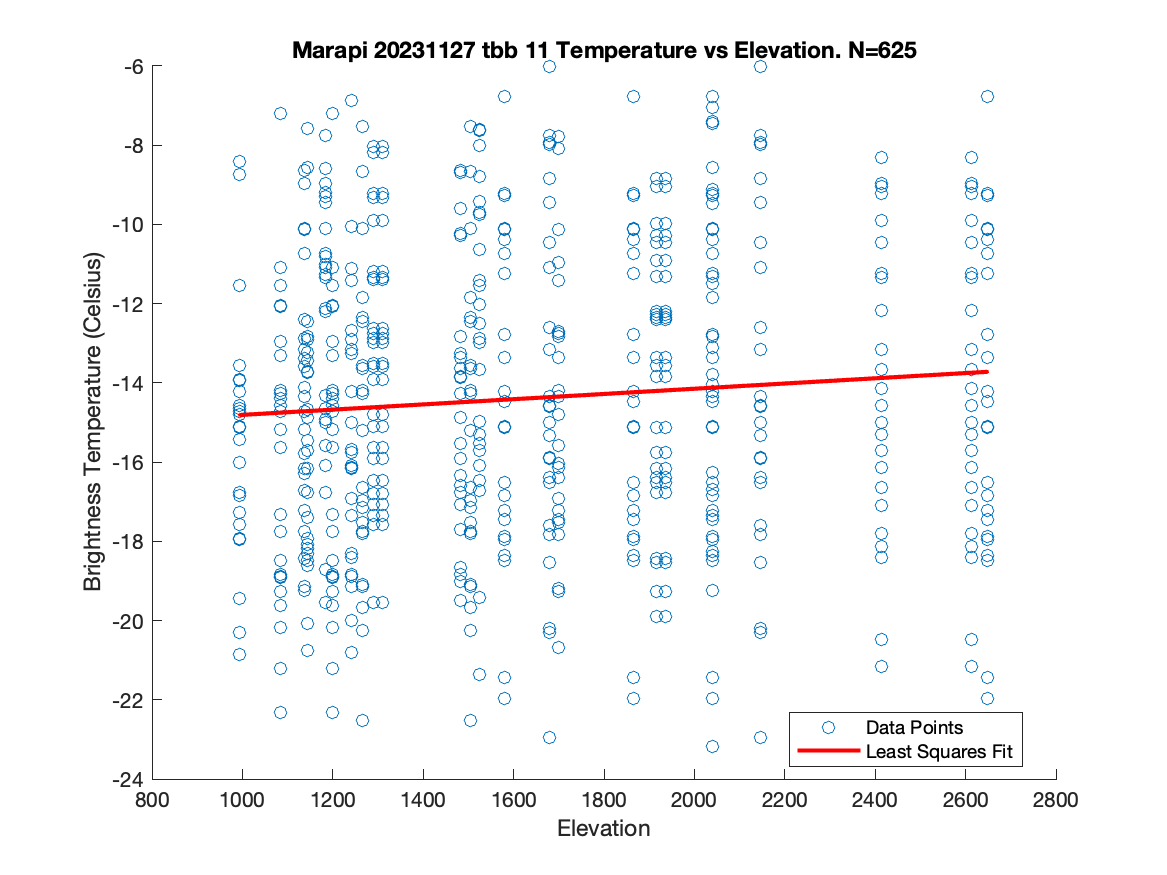 Marapi 20231127 tbb 11 Temperature vs Elevation. N=625
-6
-8
-10
-12
-14
-16
-18
-20
-22
-24
Brightness Temperature (Celsius)
Data Points
Least Squares Fit
800 1000 1200 1400 1600 1800 2000 2200 2400 2600 2800
Elevation